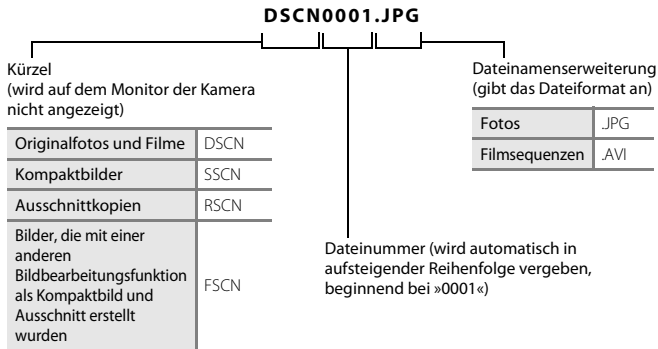 DSCN0001.JPG
Kürzel
(wird auf dem Monitor der Kamera
nicht angezeigt)
Originalfotos und Filme DSCN
Kompaktbilder SSCN
Ausschnittkopien RSCN
Bilder, die mit einer
anderen
Bildbearbeitungsfunktion
als Kompaktbild und
Ausschnitt erstellt
wurden
FSCN
Dateinummer (wird automatisch in
aufsteigender Reihenfolge vergeben,
beginnend bei »0001«)
Dateinamenserweiterung
(gibt das Dateiformat an)
Fotos .JPG
Filmsequenzen .AVI